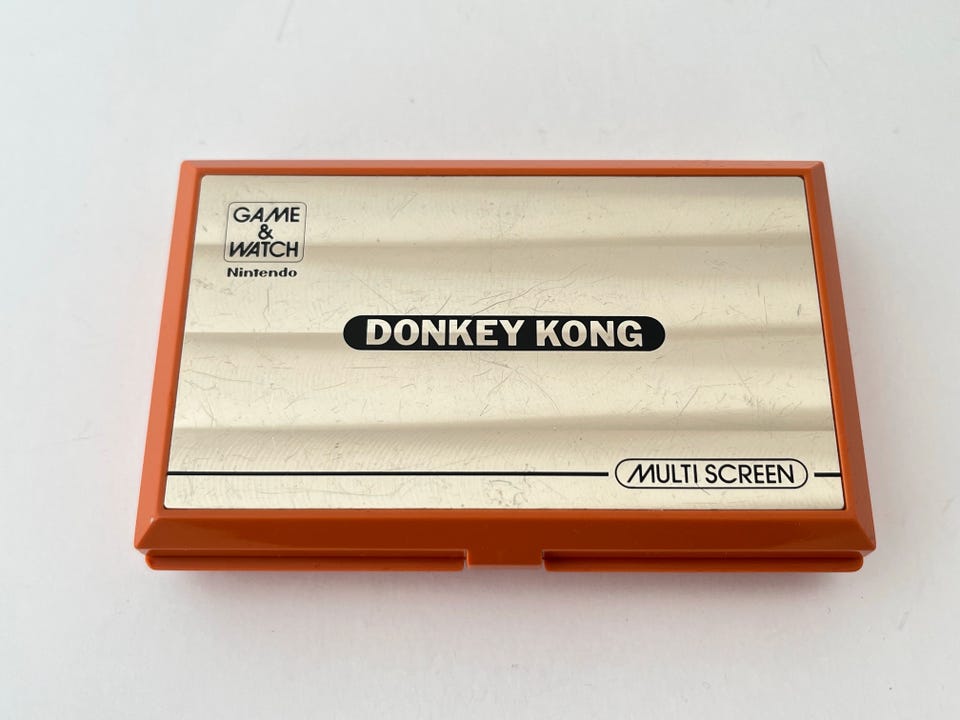 GAME
&
WATCH
Nintendo
DONKEY KONG
MULTI SCREEN